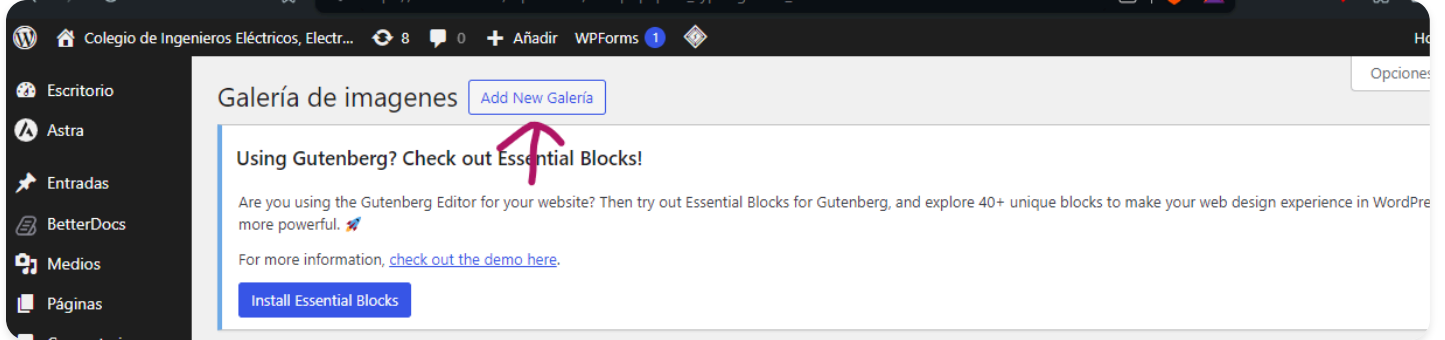 Colegio de Ingenieros Eléctricos, Electr... 8 0 + Añadir WPForms 1
Escritorio
Astra
Entradas
BetterDocs
Medios
Páginas
Opciones
Galería de imagenes Add New Galería
Using Gutenberg? Check out Essential Blocks!
Are you using the Gutenberg Editor for your website? Then try out Essential Blocks for Gutenberg, and explore 40+ unique blocks to make your web design experience in WordPre
more powerful. 🚀
For more information, check out the demo here.
Install Essential Blocks